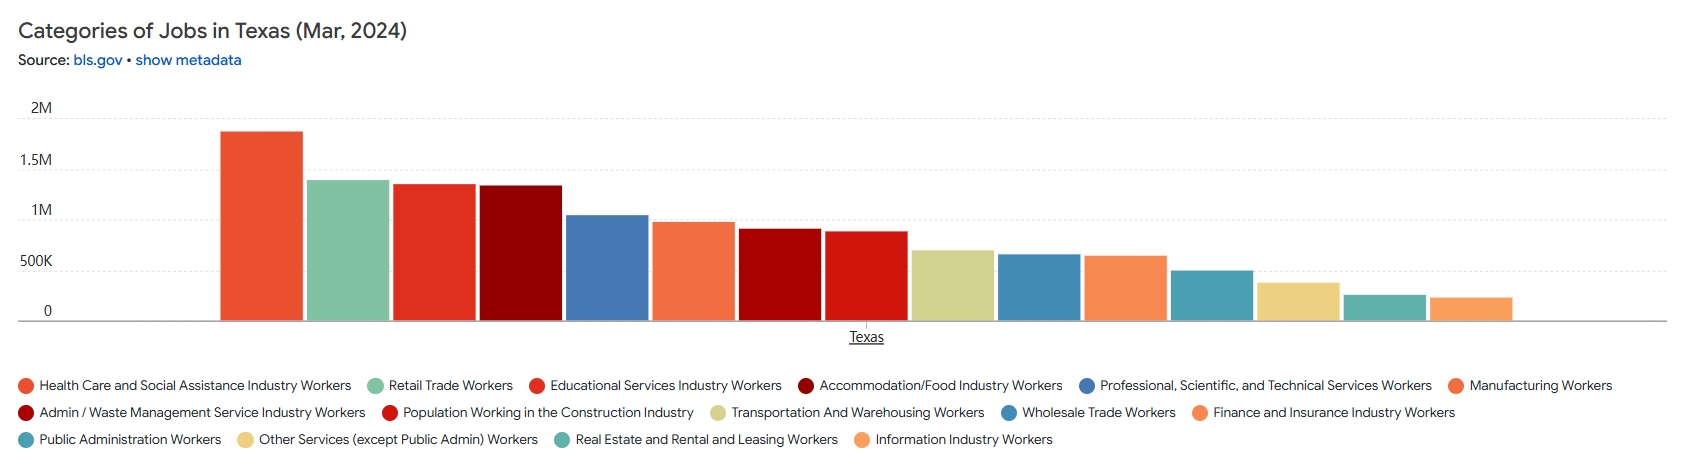 Categories of Jobs in Texas (Mar, 2024)
Source: bls.gov • show metadata
2M
1.5M
1M
500K
0
Texas
Health Care and Social Assistance Industry Workers Retail Trade Workers Educational Services Industry Workers Accommodation/Food Industry Workers Professional, Scientific, and Technical Services Workers Manufacturing Workers
Admin / Waste Management Service Industry Workers Population Working in the Construction Industry Transportation And Warehousing Workers Wholesale Trade Workers Finance and Insurance Industry Workers
Public Administration Workers Other Services (except Public Admin) Workers Real Estate and Rental and Leasing Workers Information Industry Workers